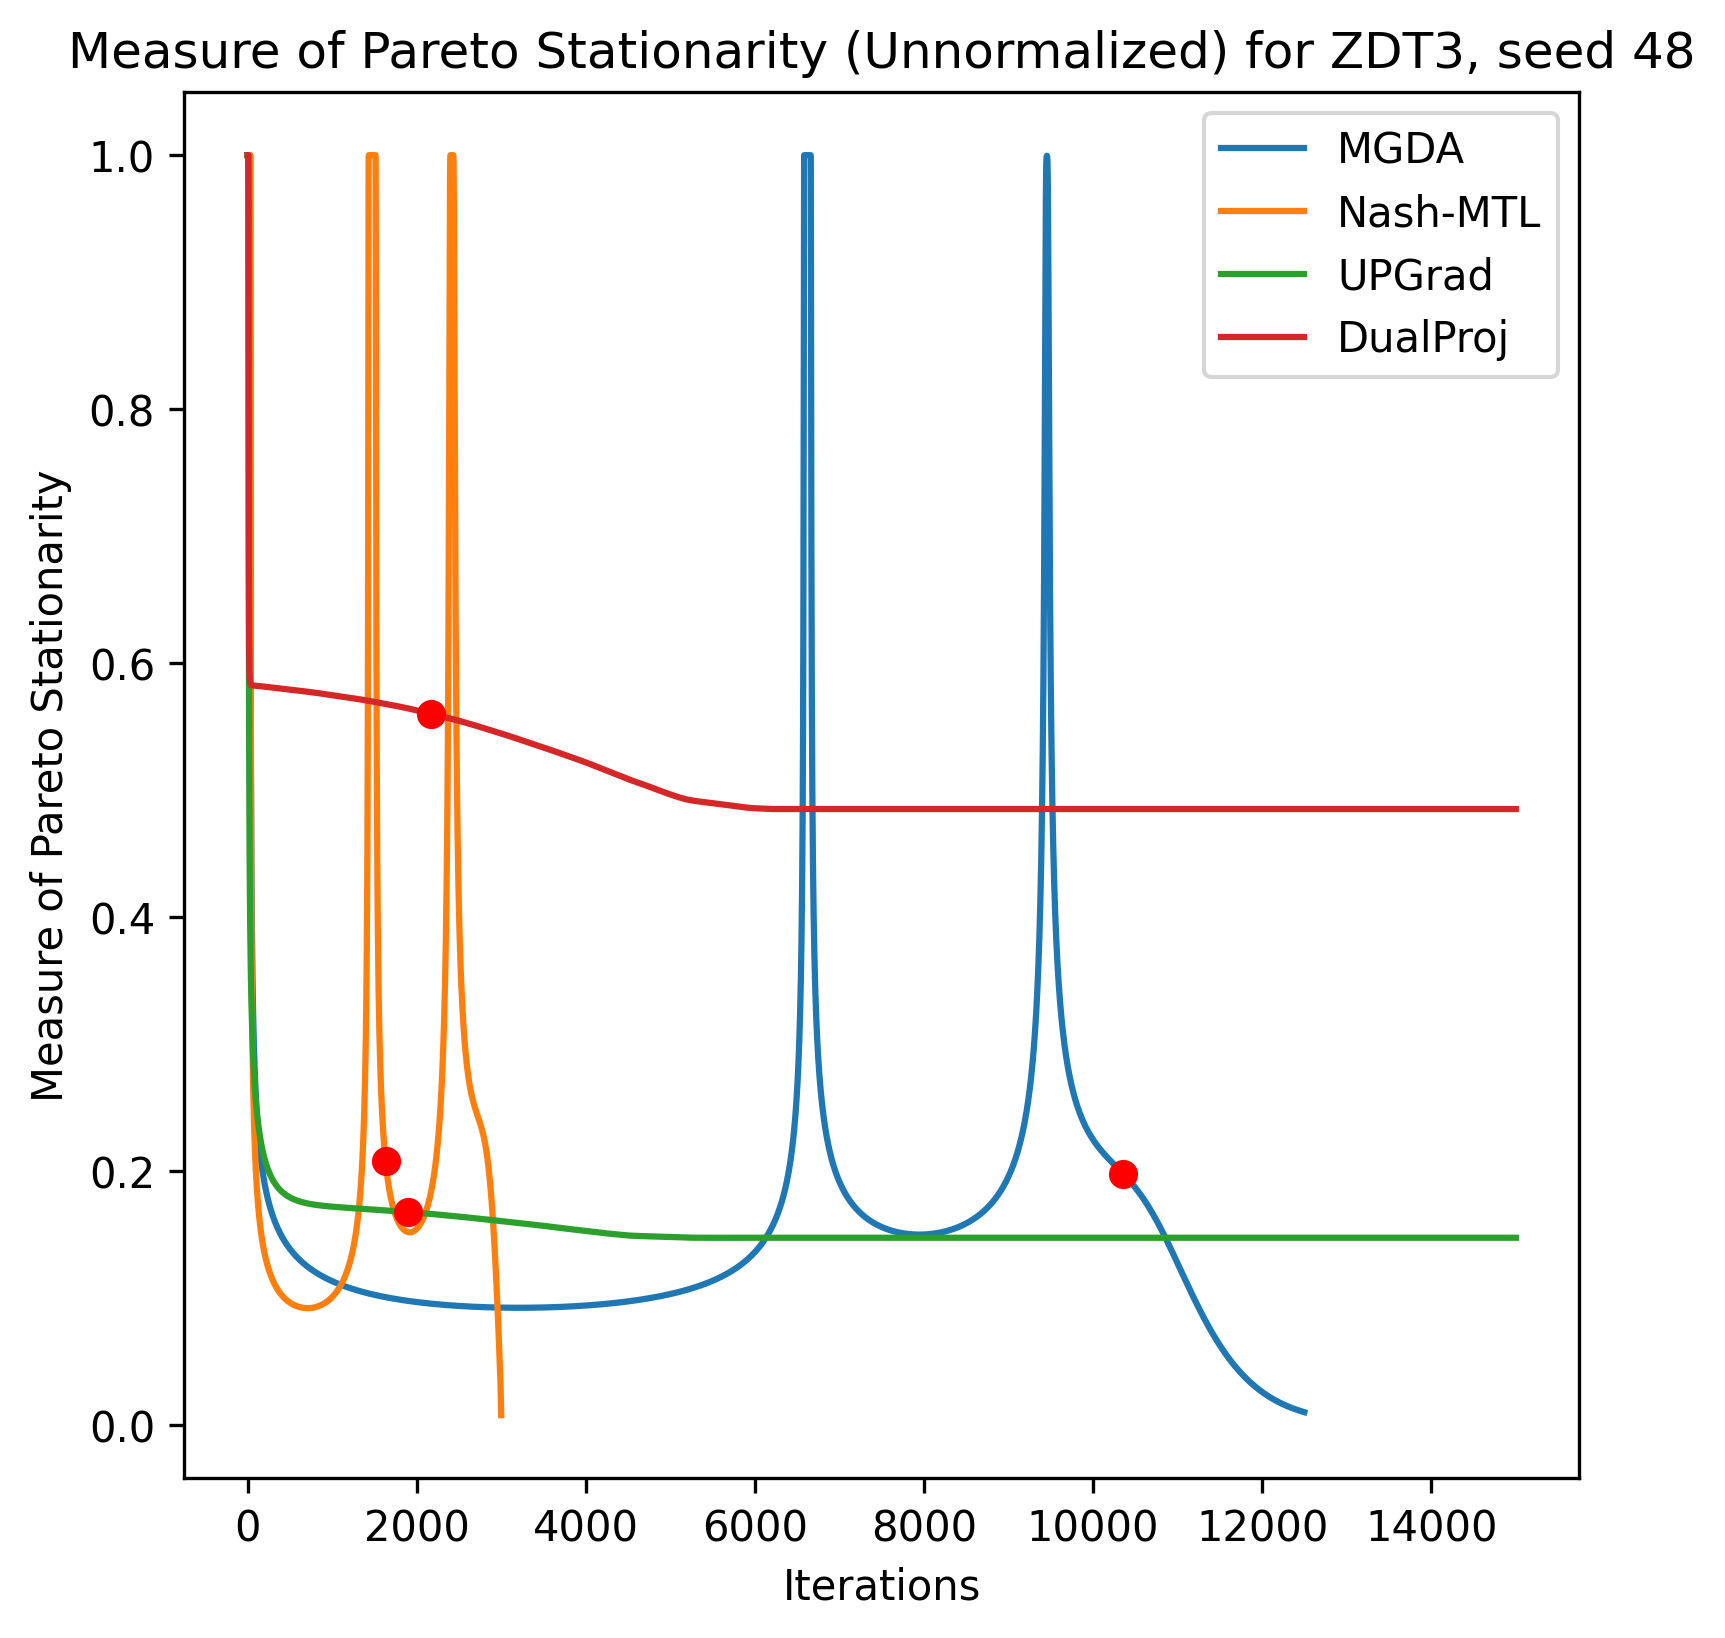 Measure of Pareto Stationarity (Unnormalized) for ZDT3, seed 48
MGDA
Nash-MTL
UPGrad
DualProj
Measure of Pareto Stationarity
1.0
0.8
0.6
0.4
0.2
0.0
0 2000 4000 6000 8000 10000 12000 14000
Iterations